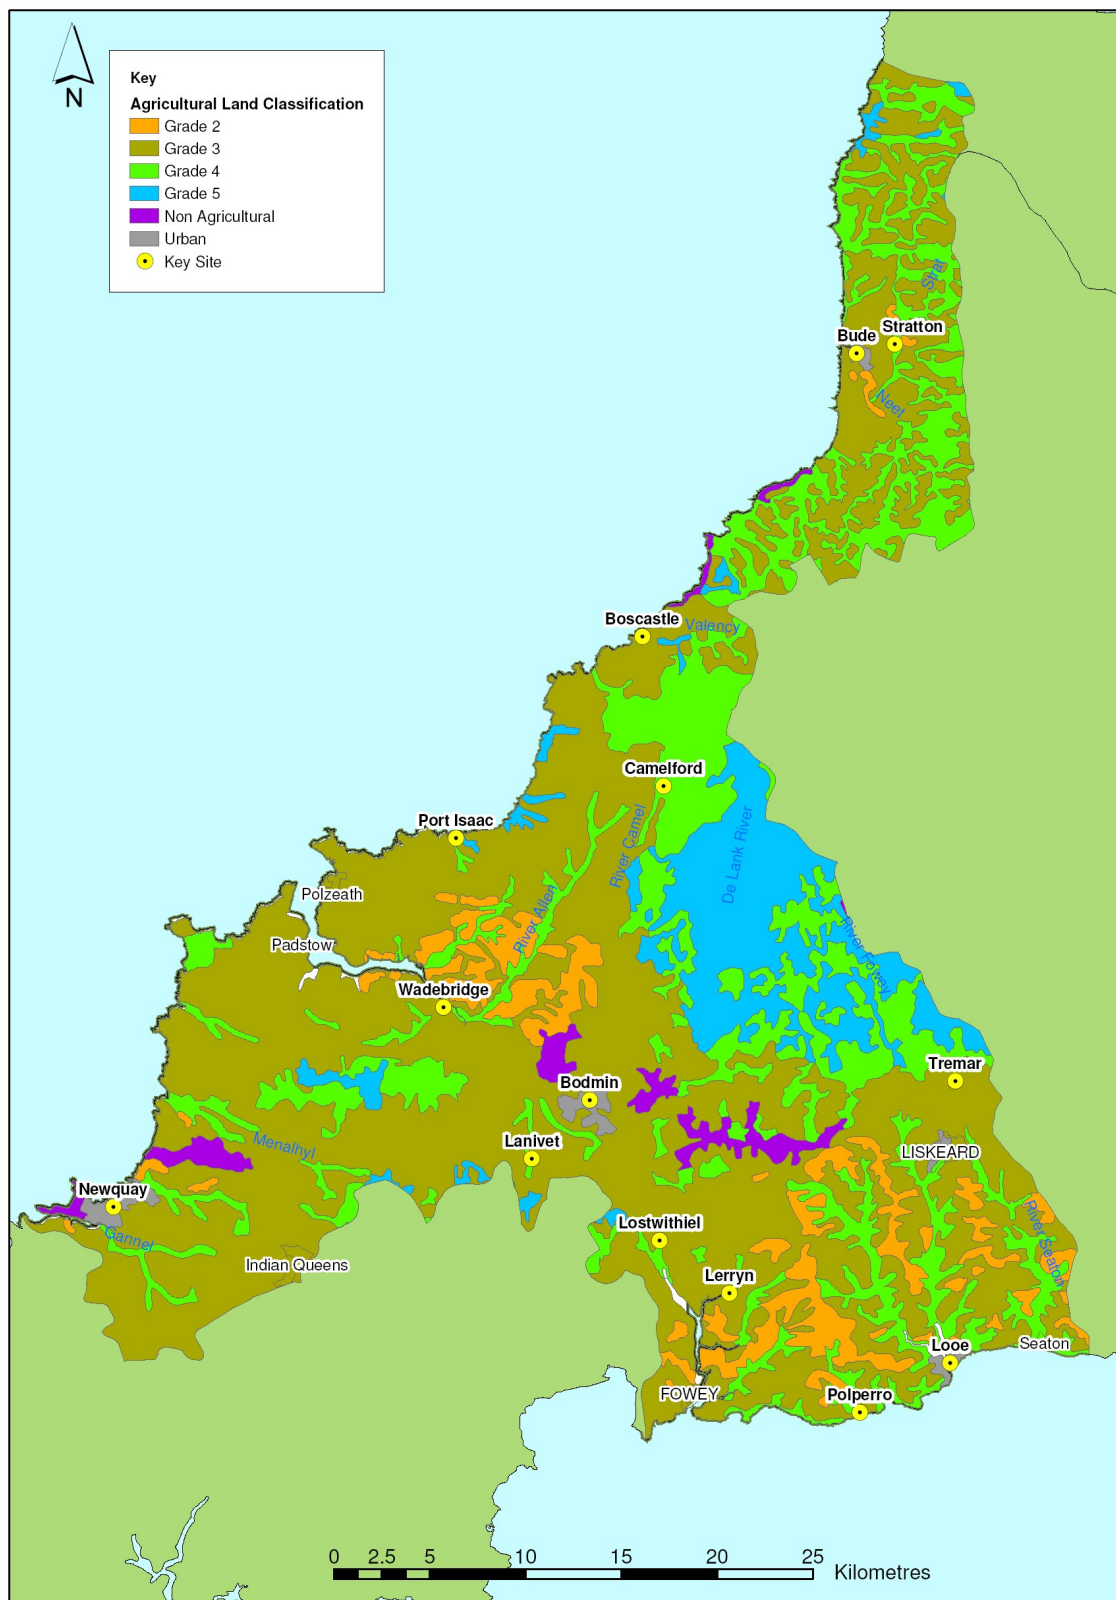 N
Key
Agricultural Land Classification
Grade 2
Grade 3
Grade 4
Grade 5
Non Agricultural
Urban
Key Site
Strat
Bude
Stratton
Neet
Boscastle
Valency
Camelford
Port Isaac
River Camel
De Lank River
Polzeath
River Allen
Padstow
River Fowey
Wadebridge
Tremar
Bodmin
Menalhyl
Lanivet
LISKEARD
Newquay
Gannel
Lostwithiel
River Seaton
Indian Queens
Lerryn
Looe
Seaton
FOWEY
Polperro
0 2.5 5 10 15 20 25
Kilometres